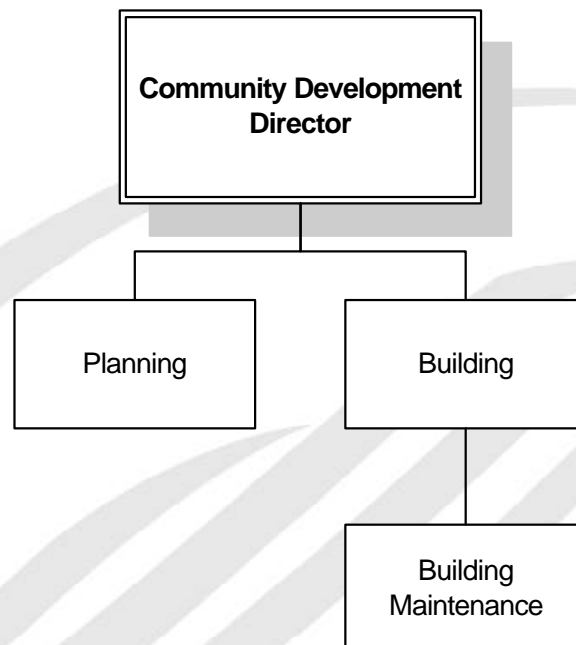 Community Development
Director
Planning
Building
Building
Maintenance